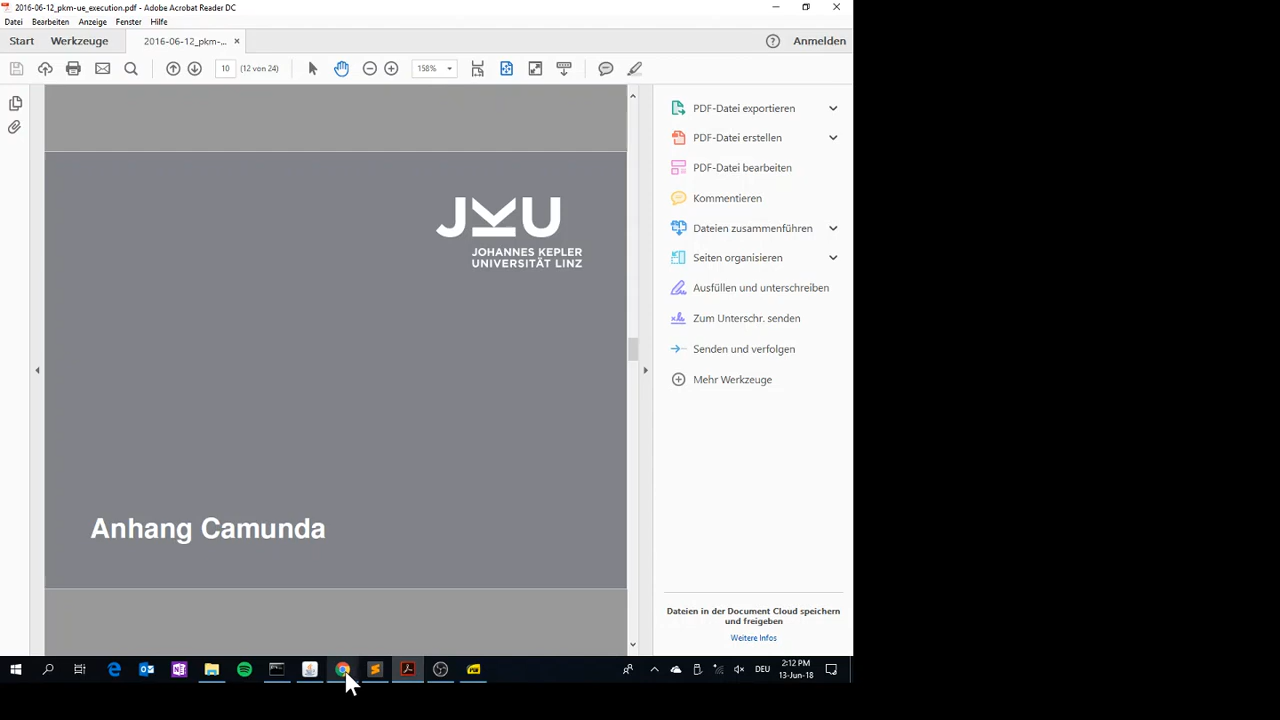 2016-06-12_pkm-ue_execution.pdf - Adobe Acrobat Reader DC
Datei Bearbeiten Anzeige Fenster Hilfe
Start Werkzeuge 2016-06-12_pkm-... × Anmelden
10 (12 von 24) 158%
PDF-Datei exportieren
PDF-Datei erstellen
PDF-Datei bearbeiten
Kommentieren
Dateien zusammenführen
Seiten organisieren
Ausfüllen und unterschreiben
Zum Unterschr. senden
Senden und verfolgen
Mehr Werkzeuge
JKU
JOHANNES KEPLER
UNIVERSITÄT LINZ
Anhang Camunda
Dateien in der Document Cloud speichern
und freigeben
Weitere Infos
DEU
2:12 PM
13-Jun-18